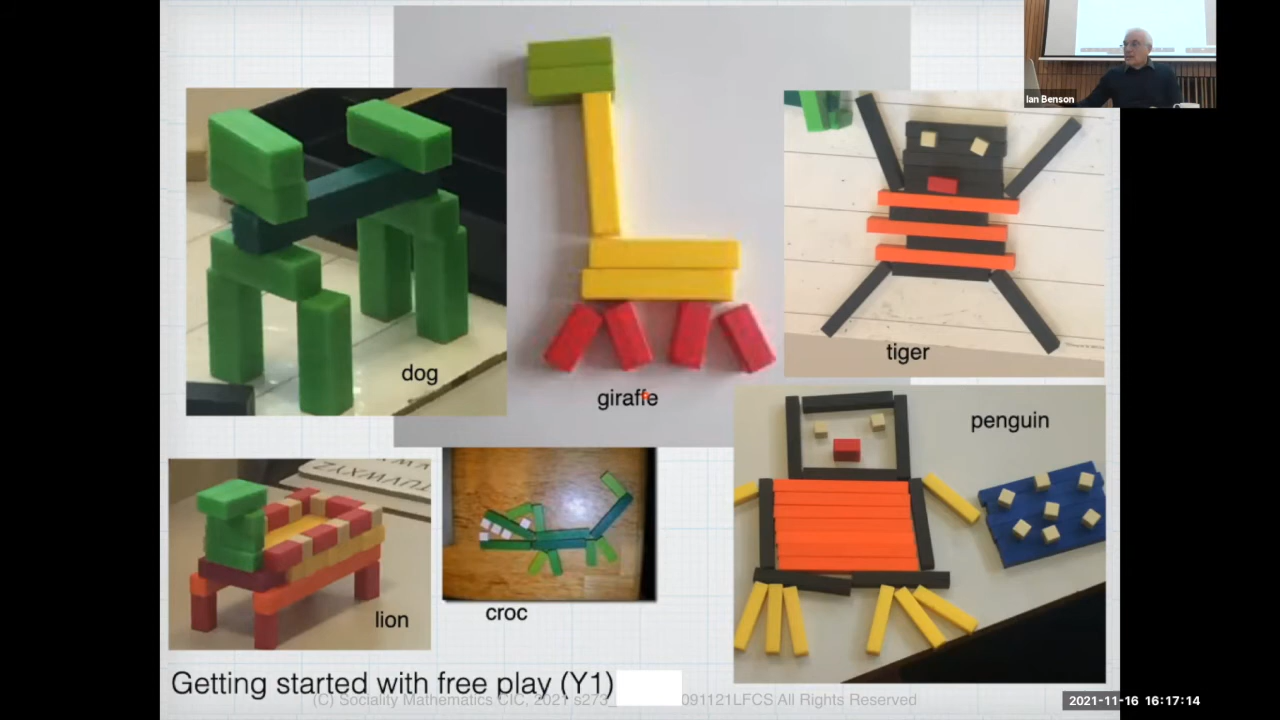 Ian Benson
dog
giraffe
tiger
penguin
lion
croc
Getting started with free play (Y1)
(C) Sociality Mathematics CIC, 2021 s273_
091121LFCS All Rights Reserved
2021-11-16 16:17:14